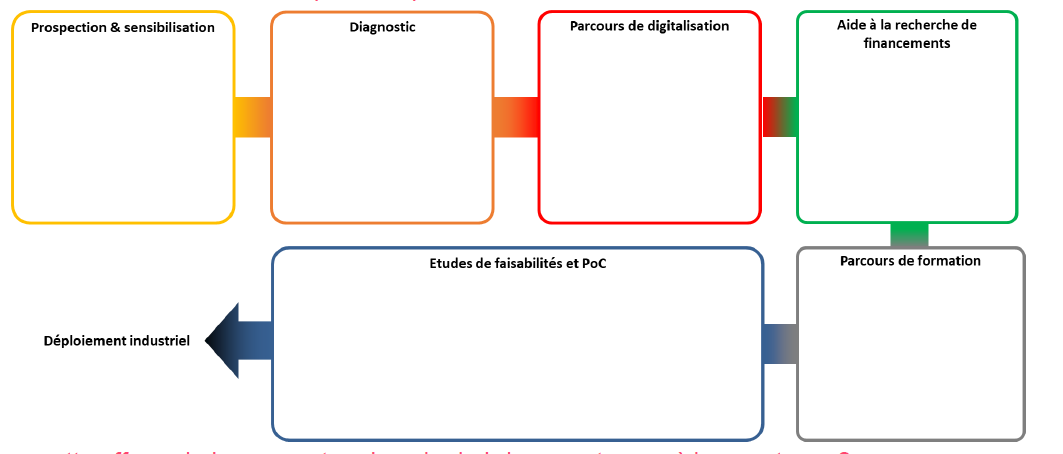 Prospection & sensibilisation
Diagnostic
Parcours de digitalisation
Aide à la recherche de
financements
Etudes de faisabilités et PoC
Parcours de formation
Déploiement industriel